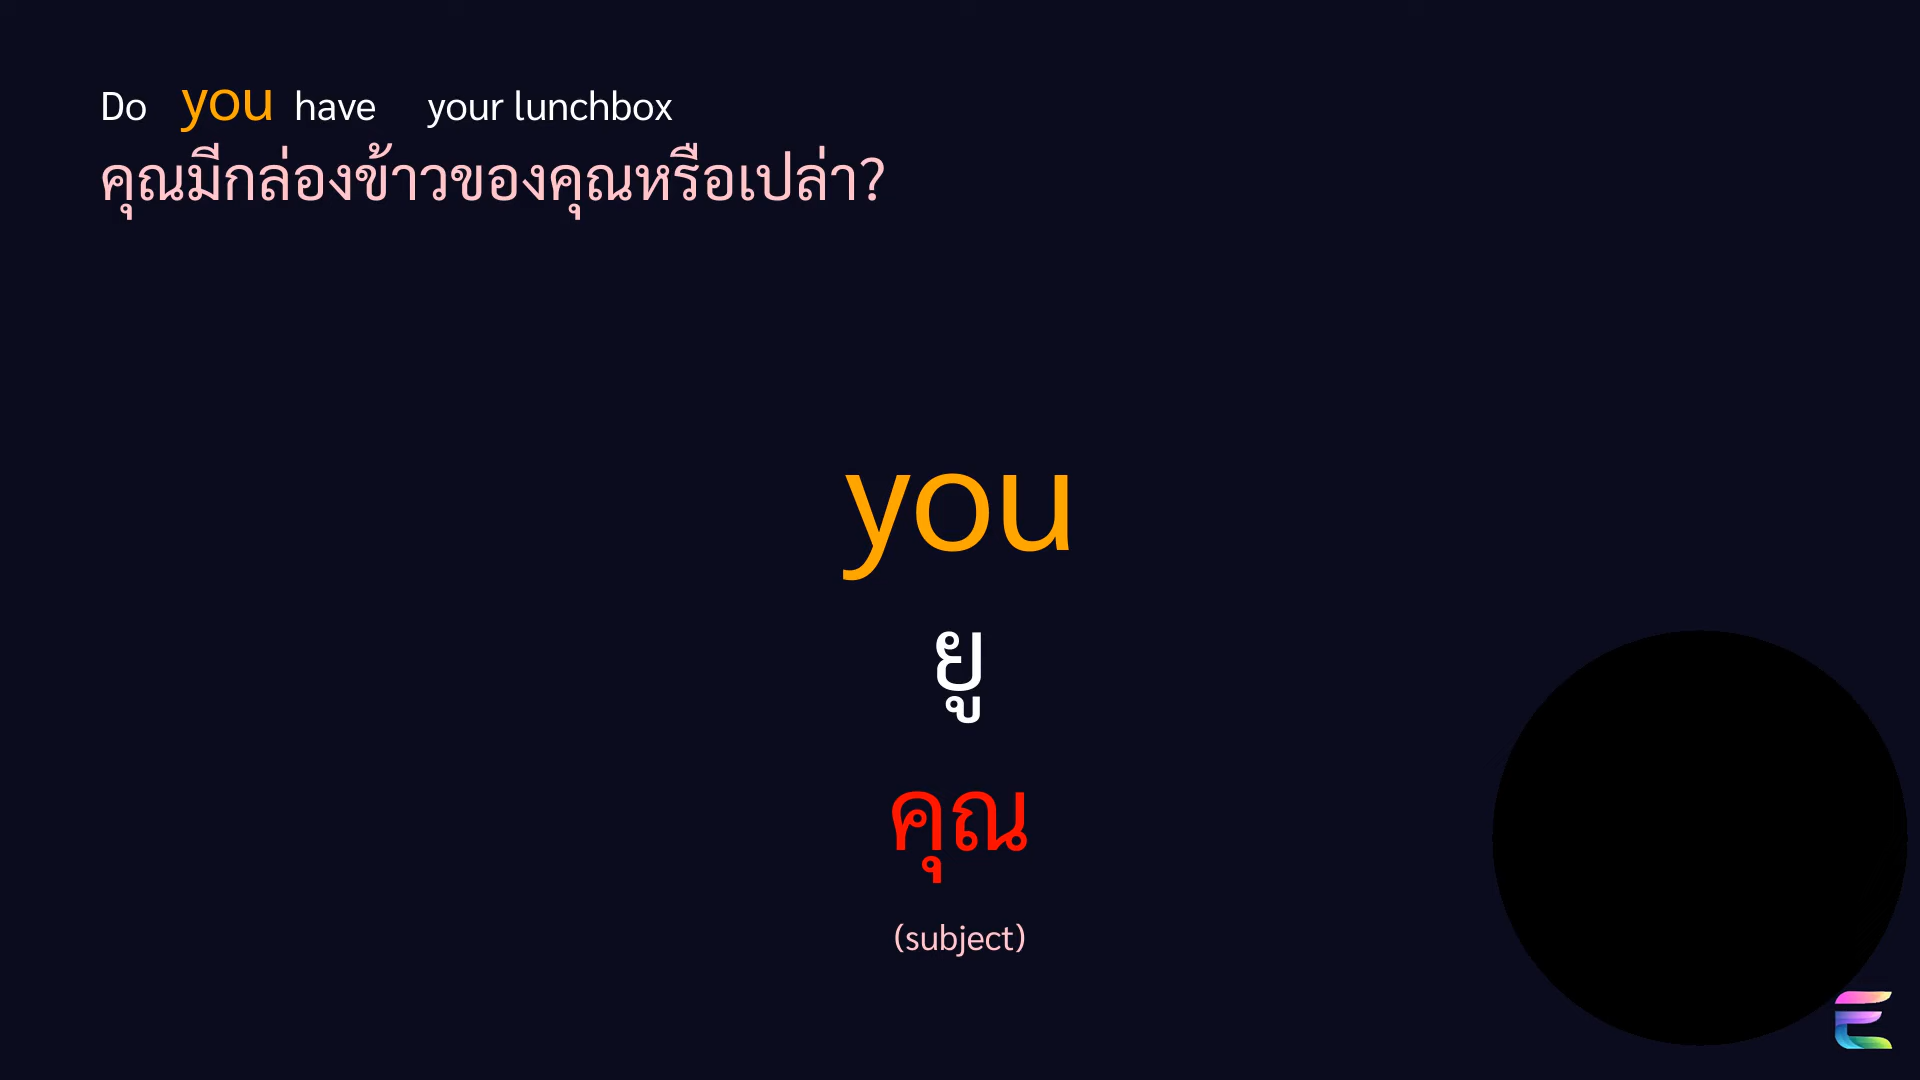 Do you have your lunchbox
คุณมีกล่องข้าวของคุณหรือเปล่า?
you
ยู
คุณ
(subject)